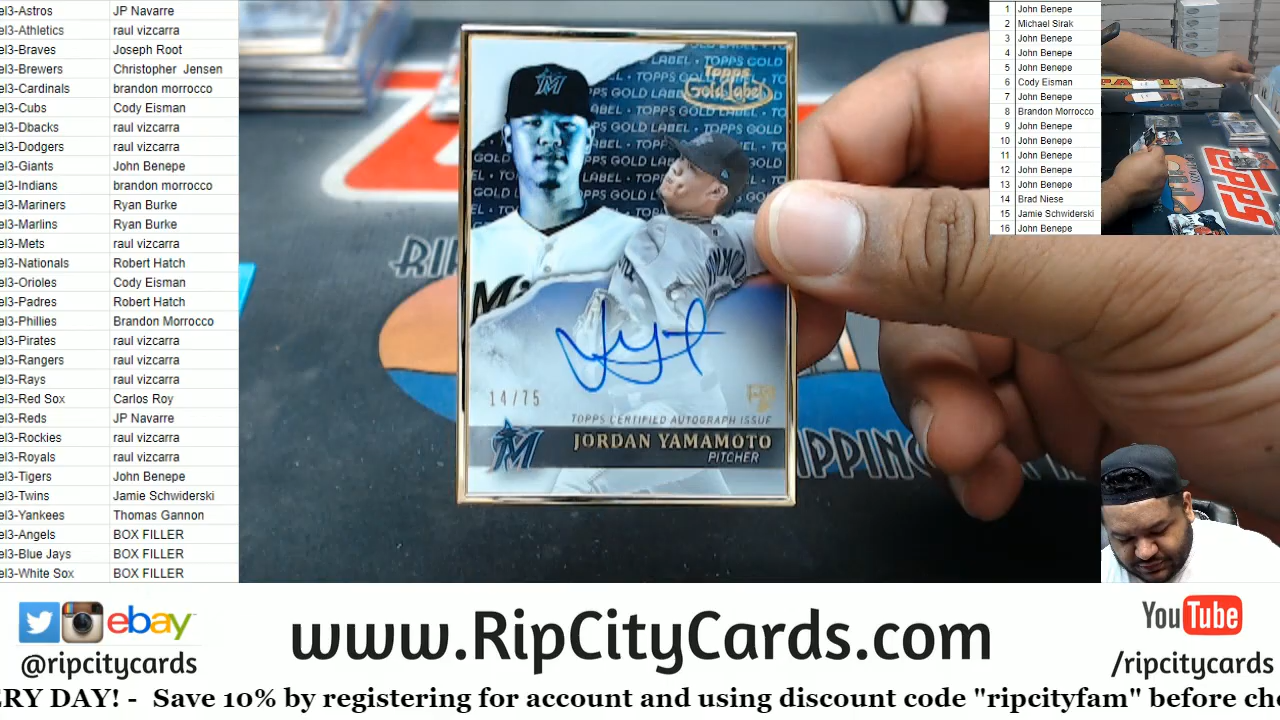 el3-Astros JP Navarre
el3-Athletics raul vizcarra
el3-Braves Joseph Root
el3-Brewers Christopher Jensen
el3-Cardinals brandon morrocco
el3-Cubs Cody Eisman
el3-Dbacks raul vizcarra
el3-Dodgers raul vizcarra
el3-Giants John Benepe
el3-Indians brandon morrocco
el3-Mariners Ryan Burke
el3-Marlins Ryan Burke
el3-Mets raul vizcarra
el3-Nationals Robert Hatch
el3-Orioles Cody Eisman
el3-Padres Robert Hatch
el3-Phillies Brandon Morrocco
el3-Pirates raul vizcarra
el3-Rangers raul vizcarra
el3-Rays raul vizcarra
el3-Red Sox Carlos Roy
el3-Reds JP Navarre
el3-Rockies raul vizcarra
el3-Royals raul vizcarra
el3-Tigers John Benepe
el3-Twins Jamie Schwiderski
el3-Yankees Thomas Gannon
el3-Angels BOX FILLER
el3-Blue Jays BOX FILLER
el3-White Sox BOX FILLER
Topps
Gold Label
14/75
TOPPS CERTIFIED AUTOGRAPH ISSUE
JORDAN YAMAMOTO
PITCHER
M
RIP
RIPPING
1 John Benepe
2 Michael Sirak
3 John Benepe
4 John Benepe
5 John Benepe
6 Cody Eisman
7 John Benepe
8 Brandon Morrocco
9 John Benepe
10 John Benepe
11 John Benepe
12 John Benepe
13 John Benepe
14 Brad Niese
15 Jamie Schwiderski
16 John Benepe
ebay
@ripcitycards
www.RipCityCards.com
YouTube
/ripcitycards
ERY DAY! - Save 10% by registering for account and using discount code "ripcityfam" before che